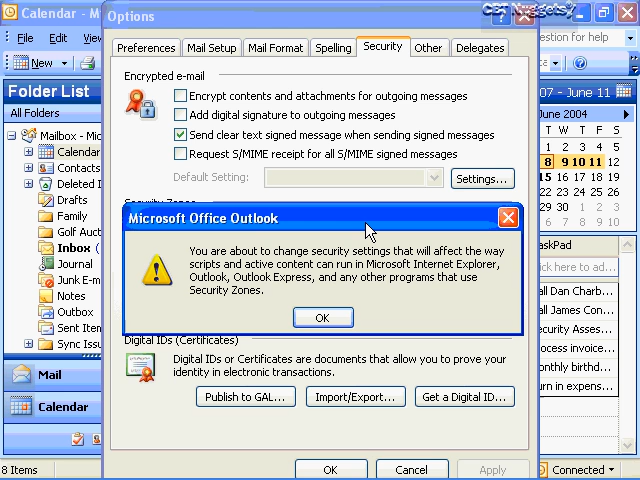 Calendar - M
Options
CBT Nuggets
File
Edit
Vi
estion for help
New
Folder List
07 - June 11
All Folders
Mailbox - Mic
Calendar
Contacts
Deleted I
Drafts
Family
Golf Auct
Inbox (
Journal
Junk E-m
Notes
Outbox
Sent Item
Sync Issu
Mail
Calendar
8 Items
Preferences
Mail Setup
Mail Format
Spelling
Security
Other
Delegates
Encrypted e-mail
Encrypt contents and attachments for outgoing messages
Add digital signature to outgoing messages
Send clear text signed message when sending signed messages
Request S/MIME receipt for all S/MIME signed messages
Default Setting:
Settings...
Microsoft Office Outlook
You are about to change security settings that will affect the way
scripts and active content can run in Microsoft Internet Explorer,
Outlook, Outlook Express, and any other programs that use
Security Zones.
OK
Digital IDs (Certificates)
Digital IDs or Certificates are documents that allow you to prove your
identity in electronic transactions.
Publish to GAL...
Import/Export...
Get a Digital ID...
OK
Cancel
Apply
June 2004
T W T F S
1 2 3 4 5
8 9 10 11 12
15 16 17 18 19
22 23 24 25 26
29 30 1 2 3
6 7 8 9 10
askPad
lick here to ad...
all Dan Charb...
all James Con...
ecurity Asses...
ocess invoice...
onthly birthd...
urn in expens...
Connected